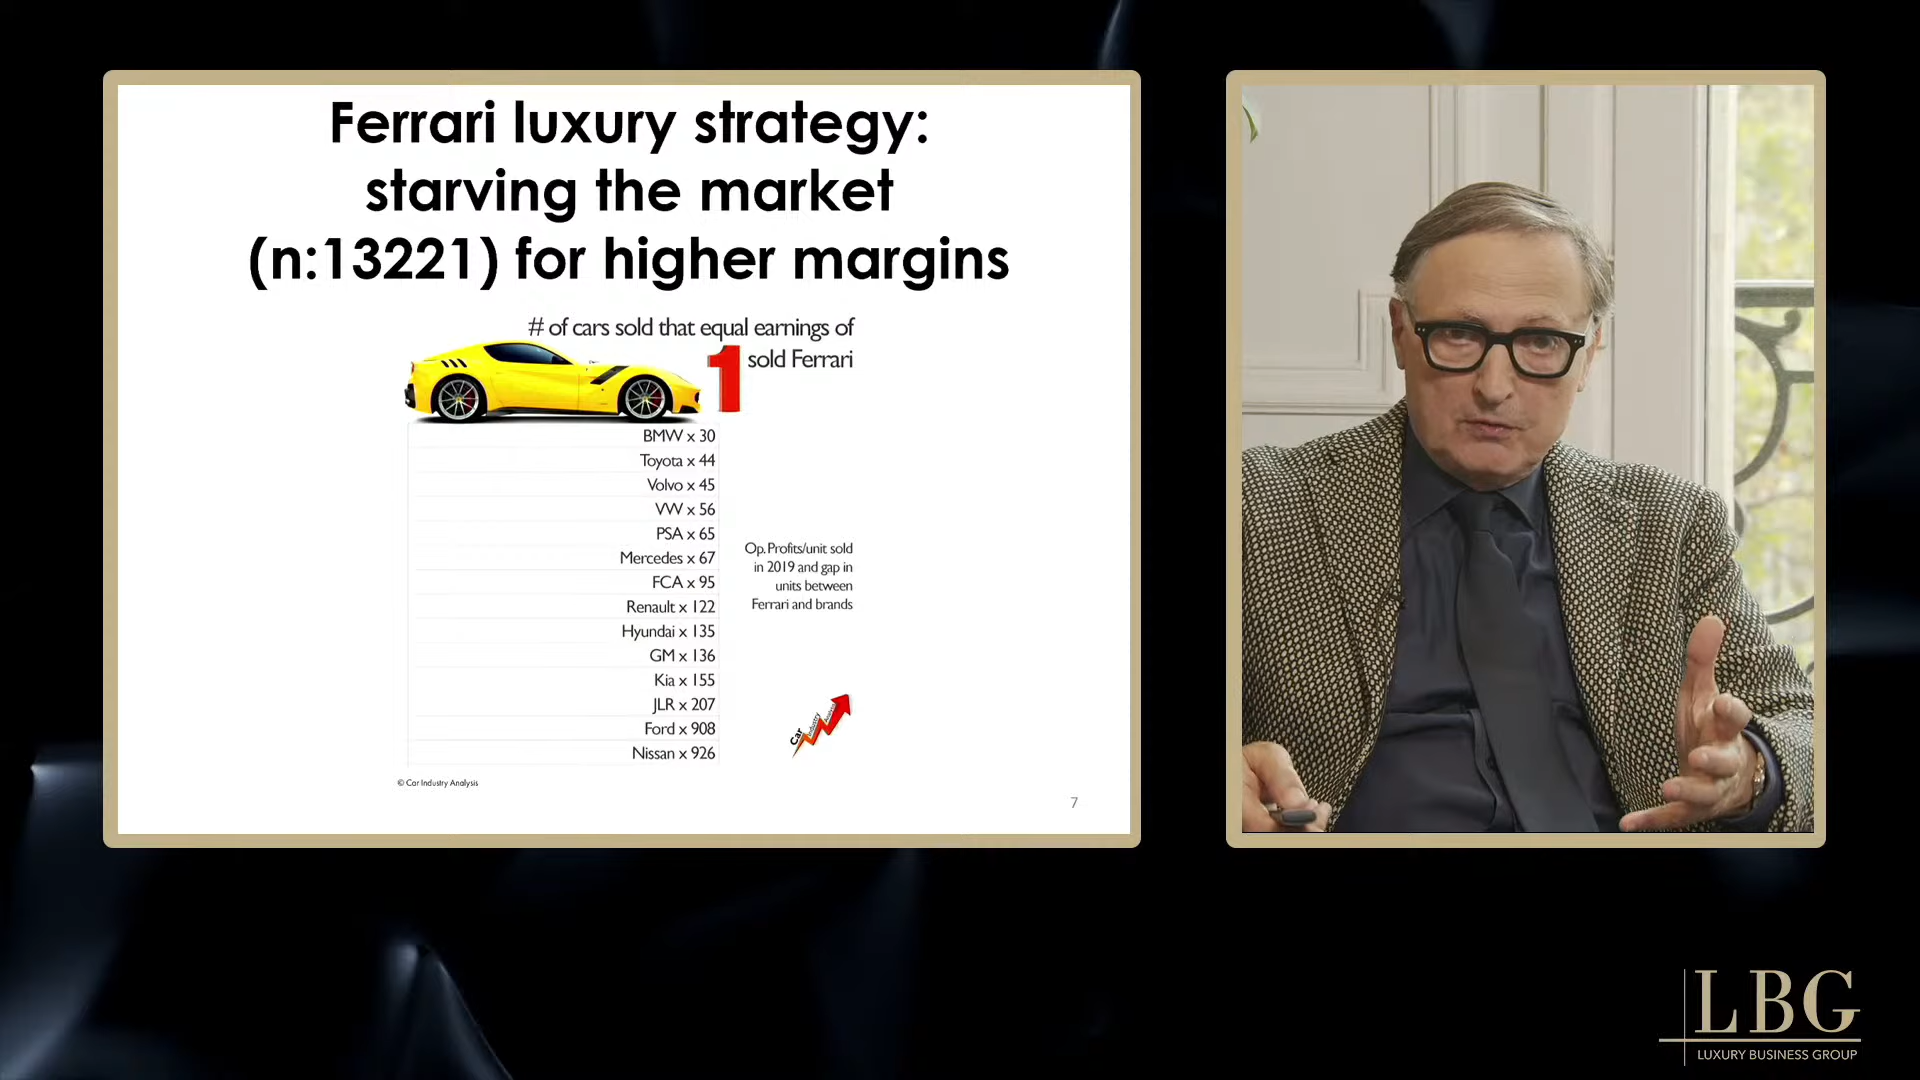 Ferrari luxury strategy:
starving the market
(n:13221) for higher margins
# of cars sold that equal earnings of
1 sold Ferrari
BMW x 30
Toyota x 44
Volvo x 45
VW x 56
PSA x 65
Mercedes x 67
FCA x 95
Renault x 122
Hyundai x 135
GM x 136
Kia x 155
JLR x 207
Ford x 908
Nissan x 926
Op. Profits/unit sold
in 2019 and gap in
units between
Ferrari and brands
Car Industry Analysis
© Car Industry Analysis
7
LBG
LUXURY BUSINESS GROUP